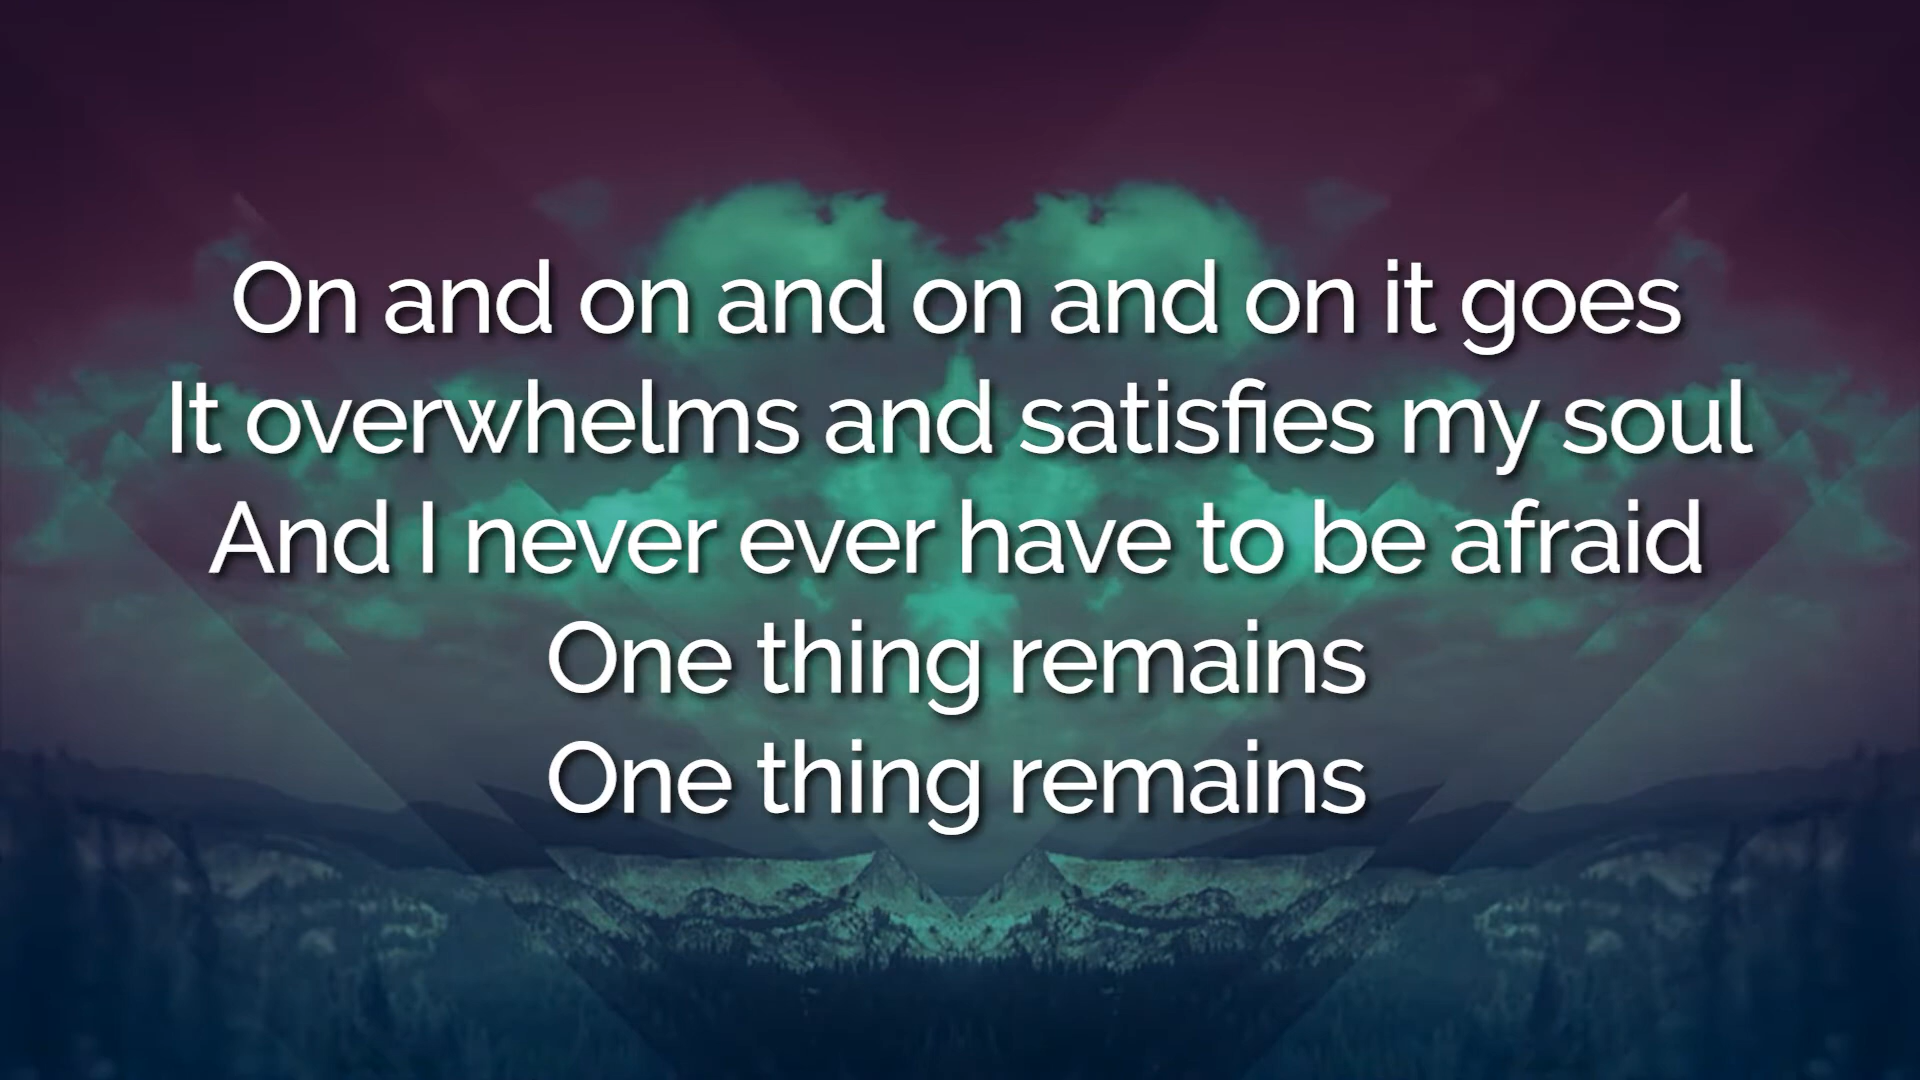 On and on and on and on it goes
It overwhelms and satisfies my soul
And I never ever have to be afraid
One thing remains
One thing remains